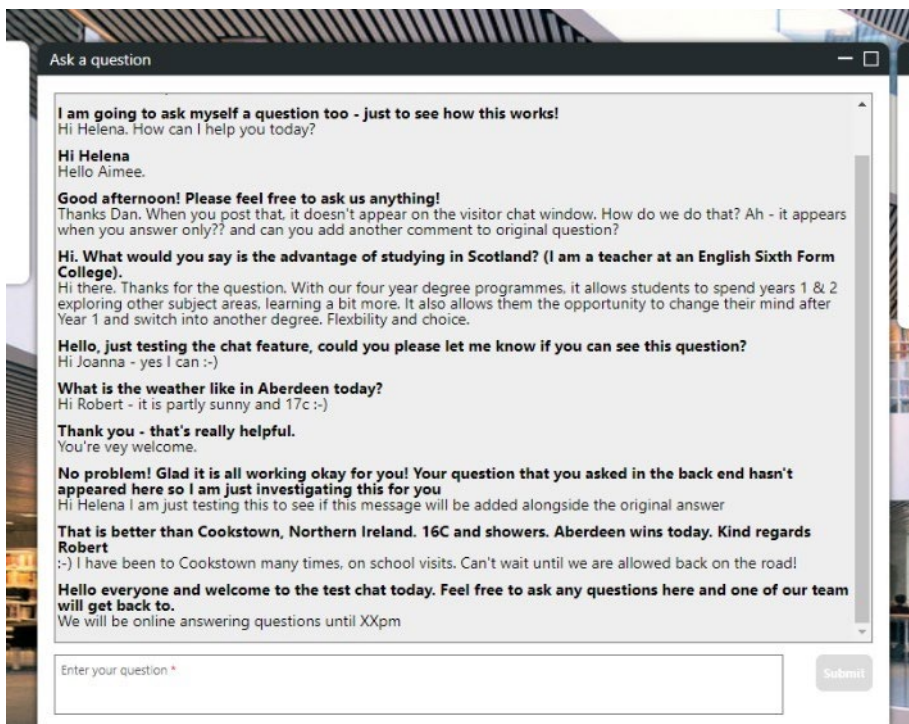 Ask a question
I am going to ask myself a question too - just to see how this works!
Hi Helena. How can I help you today?
Hi Helena
Hello Aimee.
Good afternoon! Please feel free to ask us anything!
Thanks Dan. When you post that, it doesn't appear on the visitor chat window. How do we do that? Ah - it appears
when you answer only?? and can you add another comment to original question?
Hi. What would you say is the advantage of studying in Scotland? (I am a teacher at an English Sixth Form
College).
Hi there. Thanks for the question. With our four year degree programmes, it allows students to spend years 1 & 2
exploring other subject areas, learning a bit more. It also allows them the opportunity to change their mind after
Year 1 and switch into another degree. Flexbility and choice.
Hello, just testing the chat feature, could you please let me know if you can see this question?
Hi Joanna - yes I can :-)
What is the weather like in Aberdeen today?
Hi Robert - it is partly sunny and 17c :-)
Thank you - that's really helpful.
You're vey welcome.
No problem! Glad it is all working okay for you! Your question that you asked in the back end hasn't
appeared here so I am just investigating this for you
Hi Helena I am just testing this to see if this message will be added alongside the original answer
That is better than Cookstown, Northern Ireland. 16C and showers. Aberdeen wins today. Kind regards
Robert
:-) I have been to Cookstown many times, on school visits. Can't wait until we are allowed back on the road!
Hello everyone and welcome to the test chat today. Feel free to ask any questions here and one of our team
will get back to.
We will be online answering questions until XXpm
Enter your question *
Submit